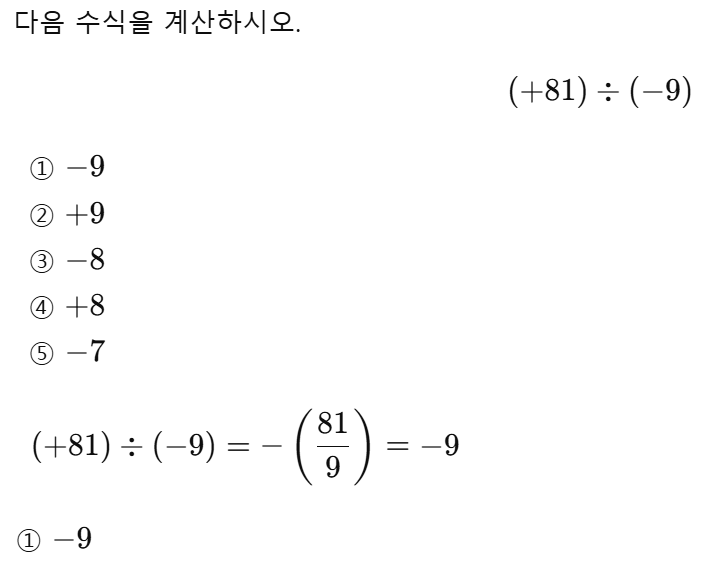 다음 수식을 계산하시오.
(+81) ÷ (−9)
① −9
② +9
③ −8
④ +8
⑤ −7
(+81) ÷ (−9) = −(81/9) = −9
① −9